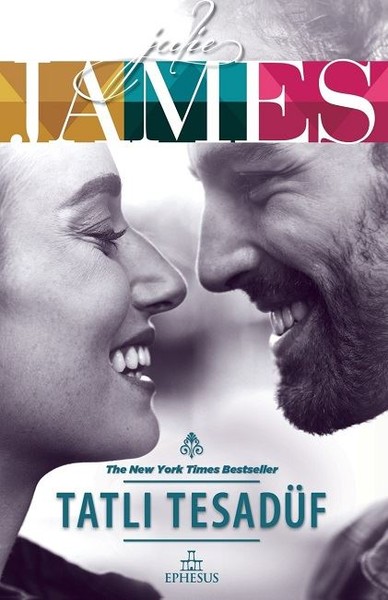 julie
JAMES
The New York Times Bestseller
TATLI TESADÜF
EPHESUS